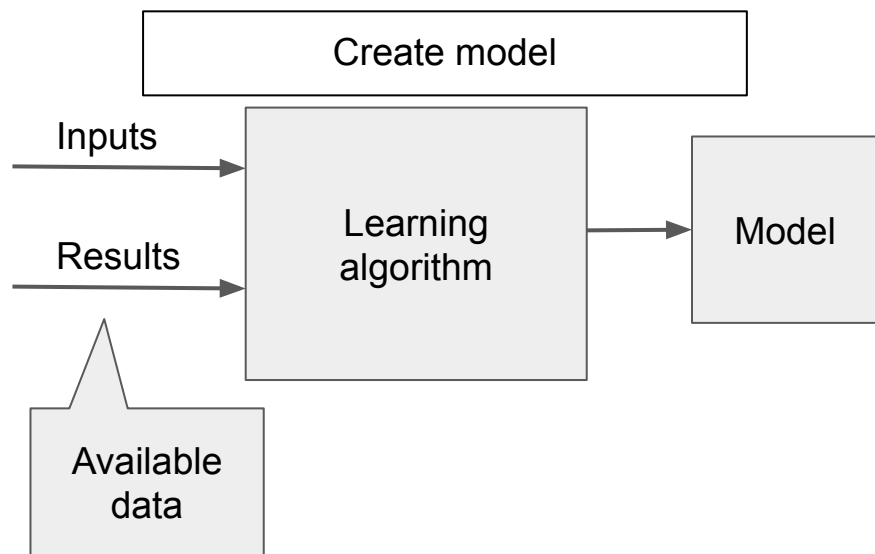 Create model
Inputs
Results
Learning
algorithm
Model
Available
data